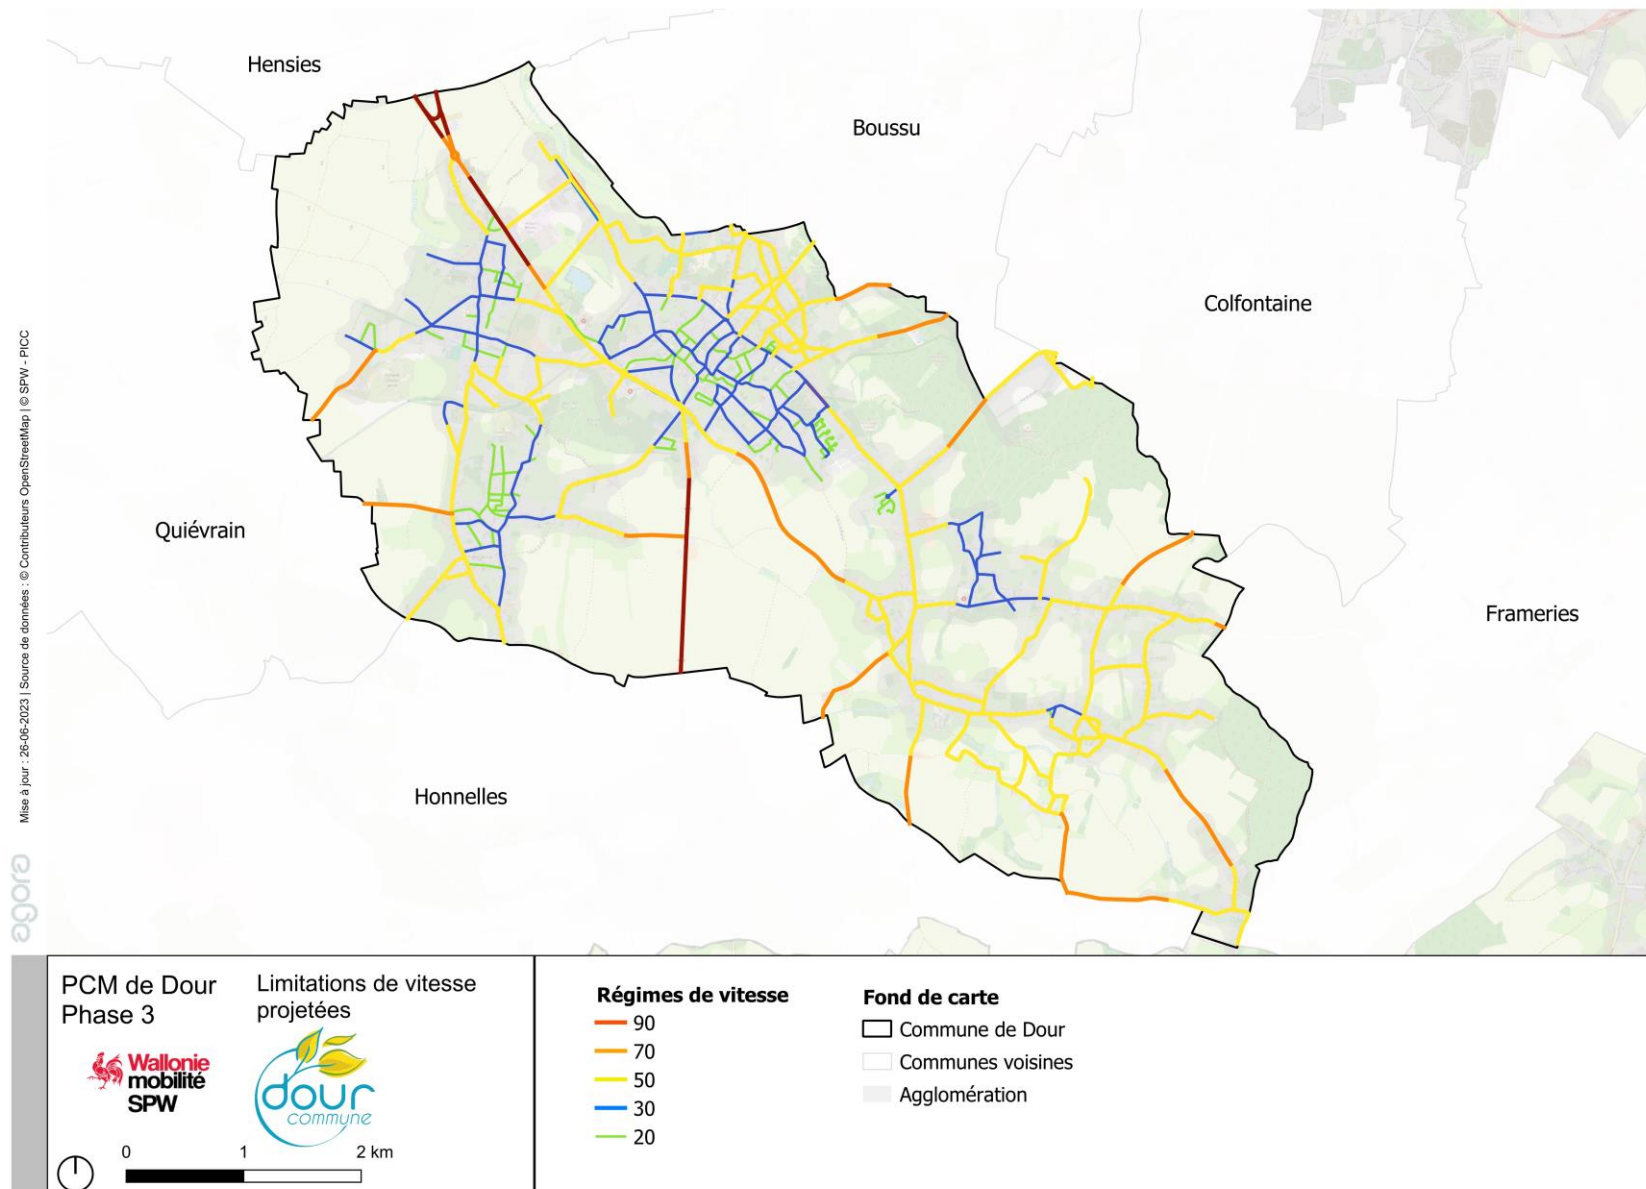 Hensies
Boussu
Colfontaine
Quiévrain
Frameries
Honnelles
Mise à jour : 26-06-2023 | Source de données : © Contributeurs OpenStreetMap | © SPW - PICC
agora
PCM de Dour
Phase 3
Limitations de vitesse
projetées
Wallonie
mobilité
SPW
dour
commune
0 1 2 km
Régimes de vitesse
90
70
50
30
20
Fond de carte
Commune de Dour
Communes voisines
Agglomération